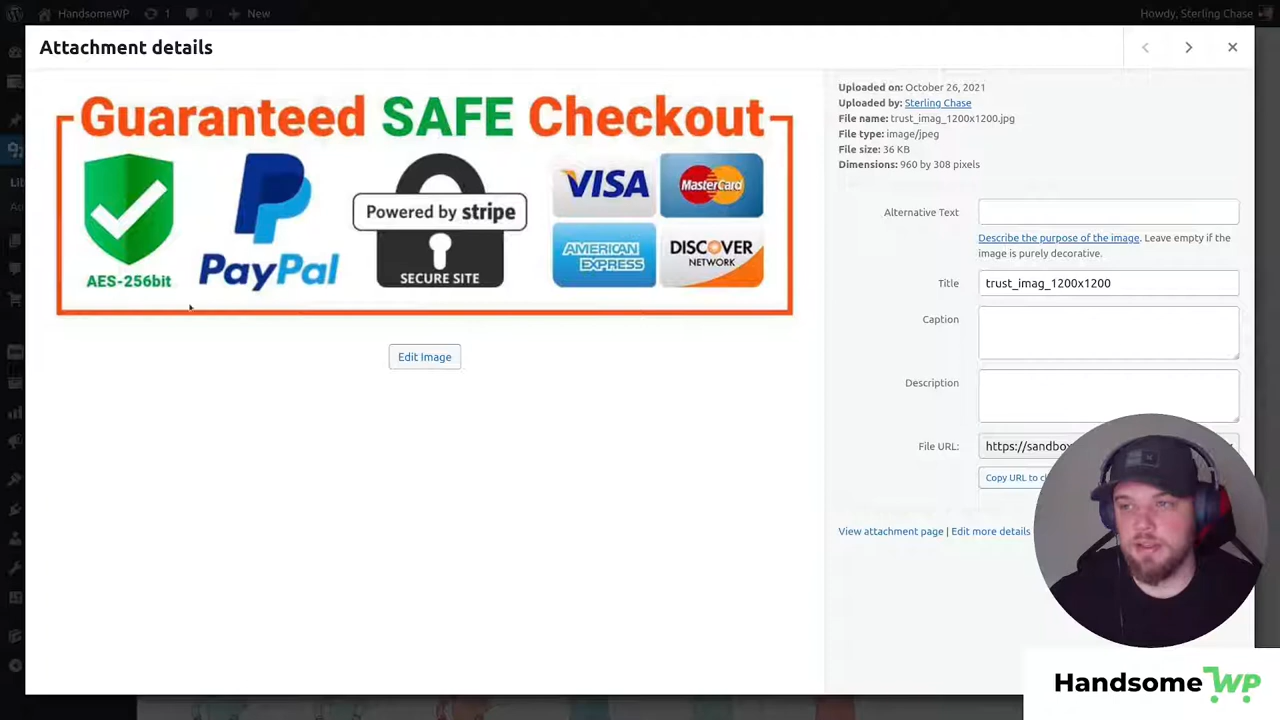 HandsomeWP
1
0
New
Howdy, Sterling Chase
Attachment details
Guaranteed SAFE Checkout
AES-256bit
PayPal
Powered by stripe
SECURE SITE
VISA
MasterCard
AMERICAN
EXPRESS
DISCOVER
NETWORK
Edit Image
Uploaded on: October 26, 2021
Uploaded by: Sterling Chase
File name: trust_imag_1200x1200.jpg
File type: image/jpeg
File size: 36 KB
Dimensions: 960 by 308 pixels
Alternative Text
Describe the purpose of the image. Leave empty if the
image is purely decorative.
Title
trust_imag_1200x1200
Caption
Description
File URL:
https://sandbox
Copy URL to cl
View attachment page | Edit more details
HandsomeWP